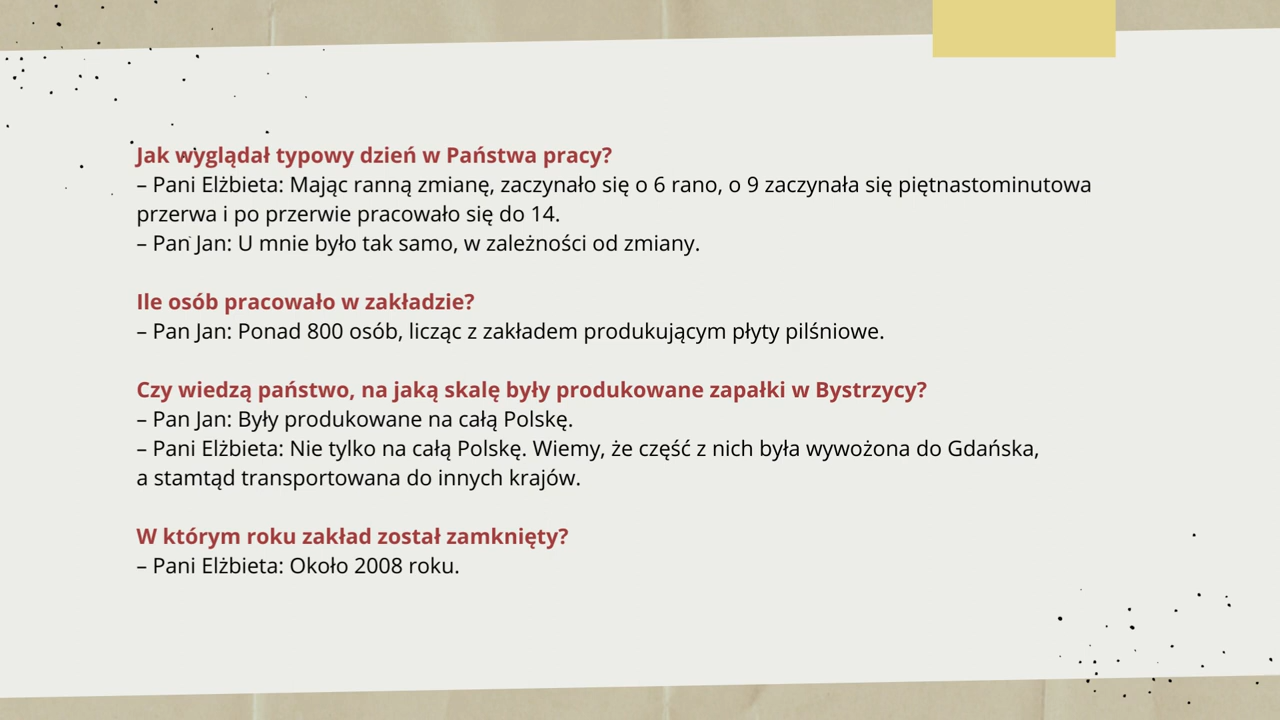 Jak wyglądał typowy dzień w Państwa pracy?
– Pani Elżbieta: Mając ranną zmianę, zaczynało się o 6 rano, o 9 zaczynała się piętnastominutowa
przerwa i po przerwie pracowało się do 14.
– Pan Jan: U mnie było tak samo, w zależności od zmiany.
Ile osób pracowało w zakładzie?
– Pan Jan: Ponad 800 osób, licząc z zakładem produkującym płyty pilśniowe.
Czy wiedzą państwo, na jaką skalę były produkowane zapałki w Bystrzycy?
– Pan Jan: Były produkowane na całą Polskę.
– Pani Elżbieta: Nie tylko na całą Polskę. Wiemy, że część z nich była wywożona do Gdańska,
a stamtąd transportowana do innych krajów.
W którym roku zakład został zamknięty?
– Pani Elżbieta: Około 2008 roku.